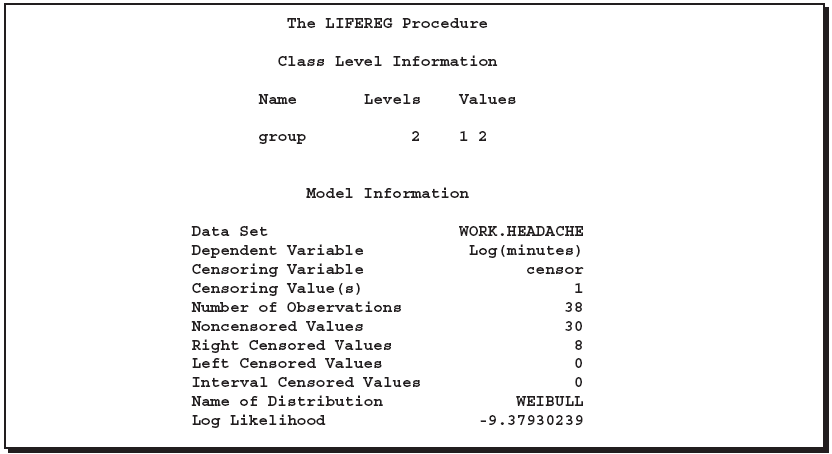 The LIFEREG Procedure
Class Level Information
Name Levels Values
group 2 1 2
Model Information
Data Set WORK.HEADACHE
Dependent Variable Log(minutes)
Censoring Variable censor
Censoring Value(s) 1
Number of Observations 38
Noncensored Values 30
Right Censored Values 8
Left Censored Values 0
Interval Censored Values 0
Name of Distribution WEIBULL
Log Likelihood -9.37930239